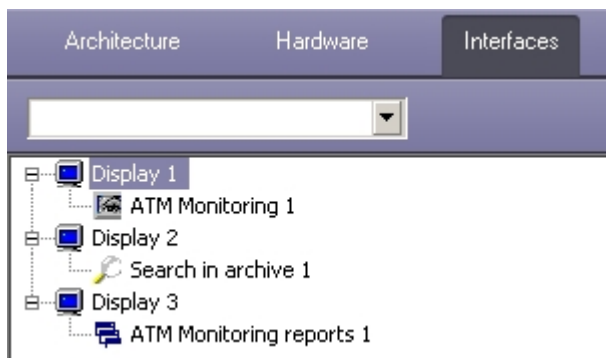 Architecture Hardware Interfaces
Display 1
ATM Monitoring 1
Display 2
Search in archive 1
Display 3
ATM Monitoring reports 1